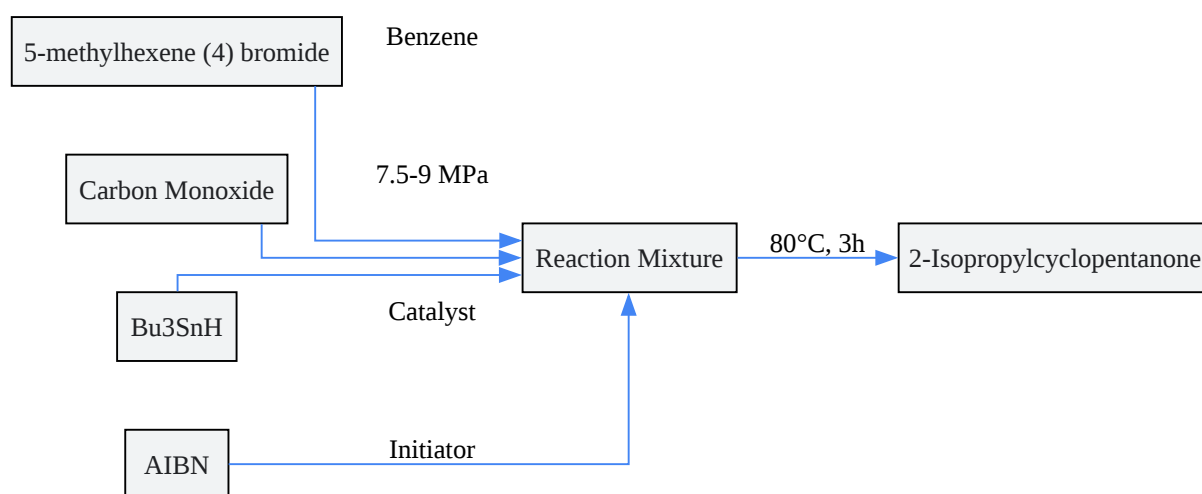 5-methylhexene (4) bromide
Benzene
Carbon Monoxide
7.5-9 MPa
Reaction Mixture
80°C, 3h
2-Isopropylcyclopentanone
Bu3SnH
Catalyst
AIBN
Initiator